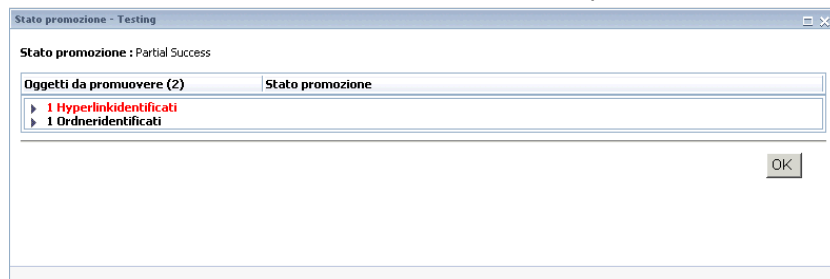 Stato promozione - Testing
Stato promozione : Partial Success
Oggetti da promuovere (2) Stato promozione
1 Hyperlinkidentificati
1 Ordneridentificati
OK